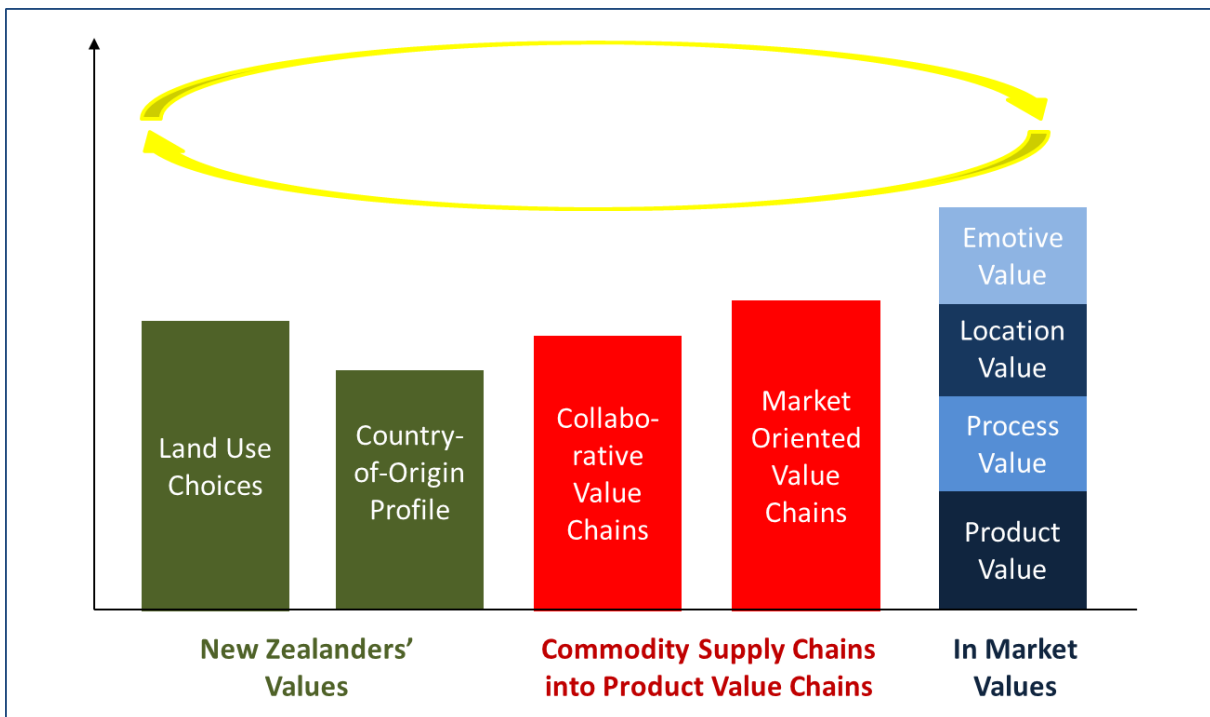 Land Use
Choices
Country-
of-Origin
Profile
Collabo-
rative
Value
Chains
Market
Oriented
Value
Chains
Emotive
Value
Location
Value
Process
Value
Product
Value
New Zealanders’
Values
Commodity Supply Chains
into Product Value Chains
In Market
Values